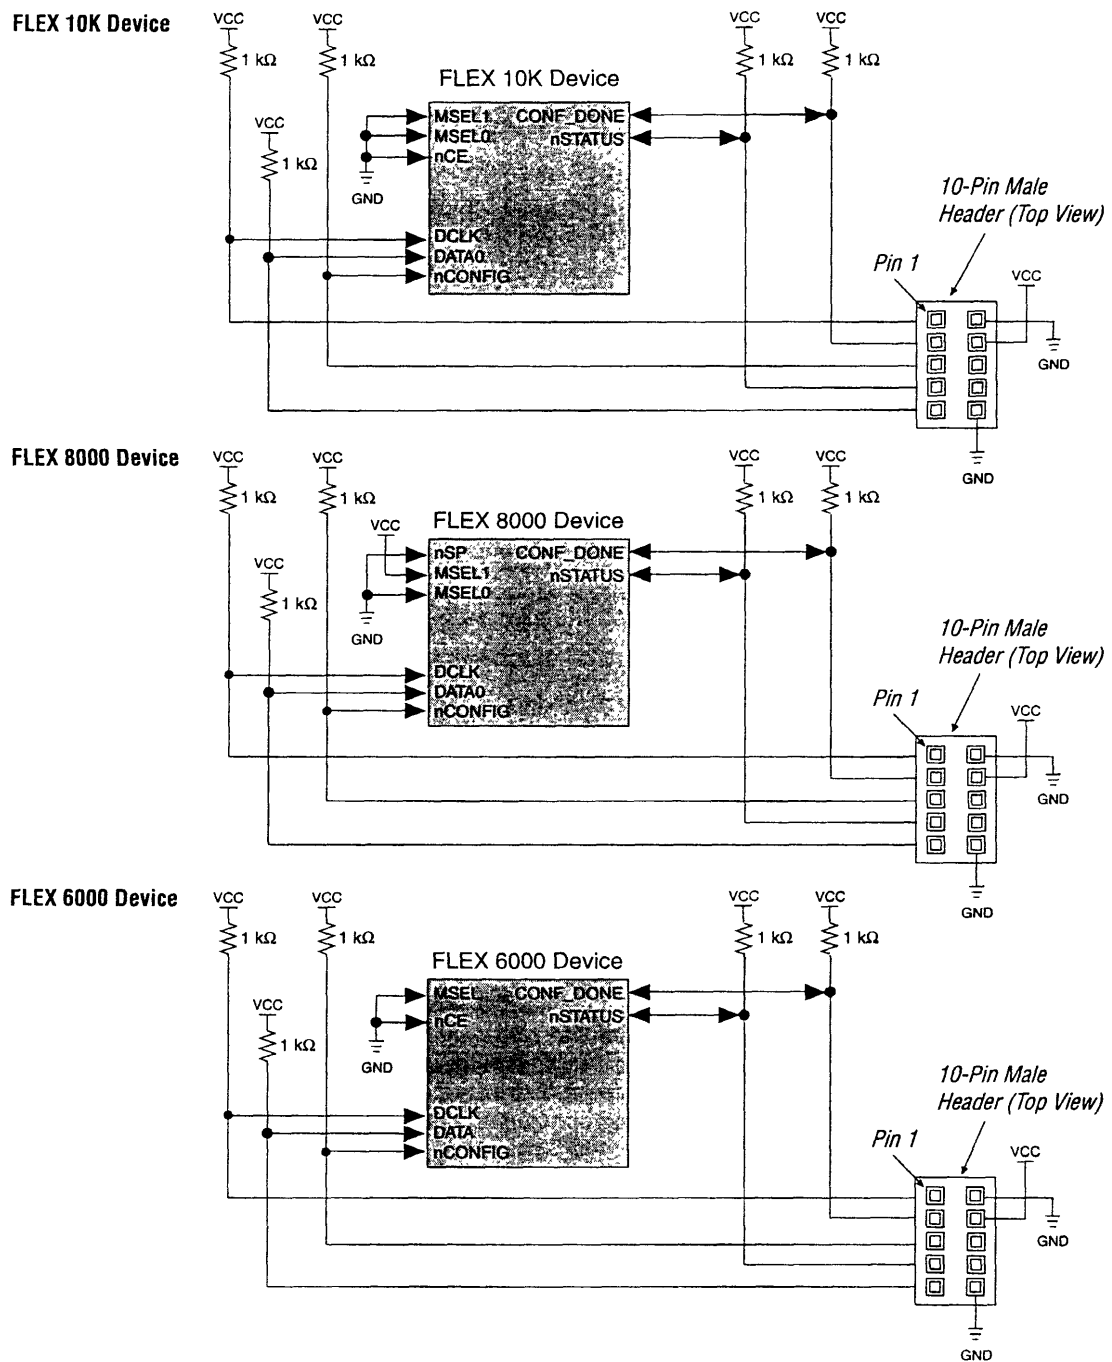 FLEX 10K Device
VCC
VCC
VCC
VCC
1 kΩ
1 kΩ
1 kΩ
1 kΩ
FLEX 10K Device
VCC
1 kΩ
MSEL1
MSEL0
nCE
GND
CONF_DONE
nSTATUS
DCLK
DATA0
nCONFIG
10-Pin Male
Header (Top View)
Pin 1
VCC
GND
GND
FLEX 8000 Device
VCC
VCC
VCC
VCC
1 kΩ
1 kΩ
1 kΩ
1 kΩ
FLEX 8000 Device
VCC
VCC
1 kΩ
nSP
MSEL1
MSEL0
GND
CONF_DONE
nSTATUS
DCLK
DATA0
nCONFIG
10-Pin Male
Header (Top View)
Pin 1
VCC
GND
GND
FLEX 6000 Device
VCC
VCC
VCC
VCC
1 kΩ
1 kΩ
1 kΩ
1 kΩ
FLEX 6000 Device
VCC
1 kΩ
MSEL
nCE
GND
CONF_DONE
nSTATUS
DCLK
DATA
nCONFIG
10-Pin Male
Header (Top View)
Pin 1
VCC
GND
GND